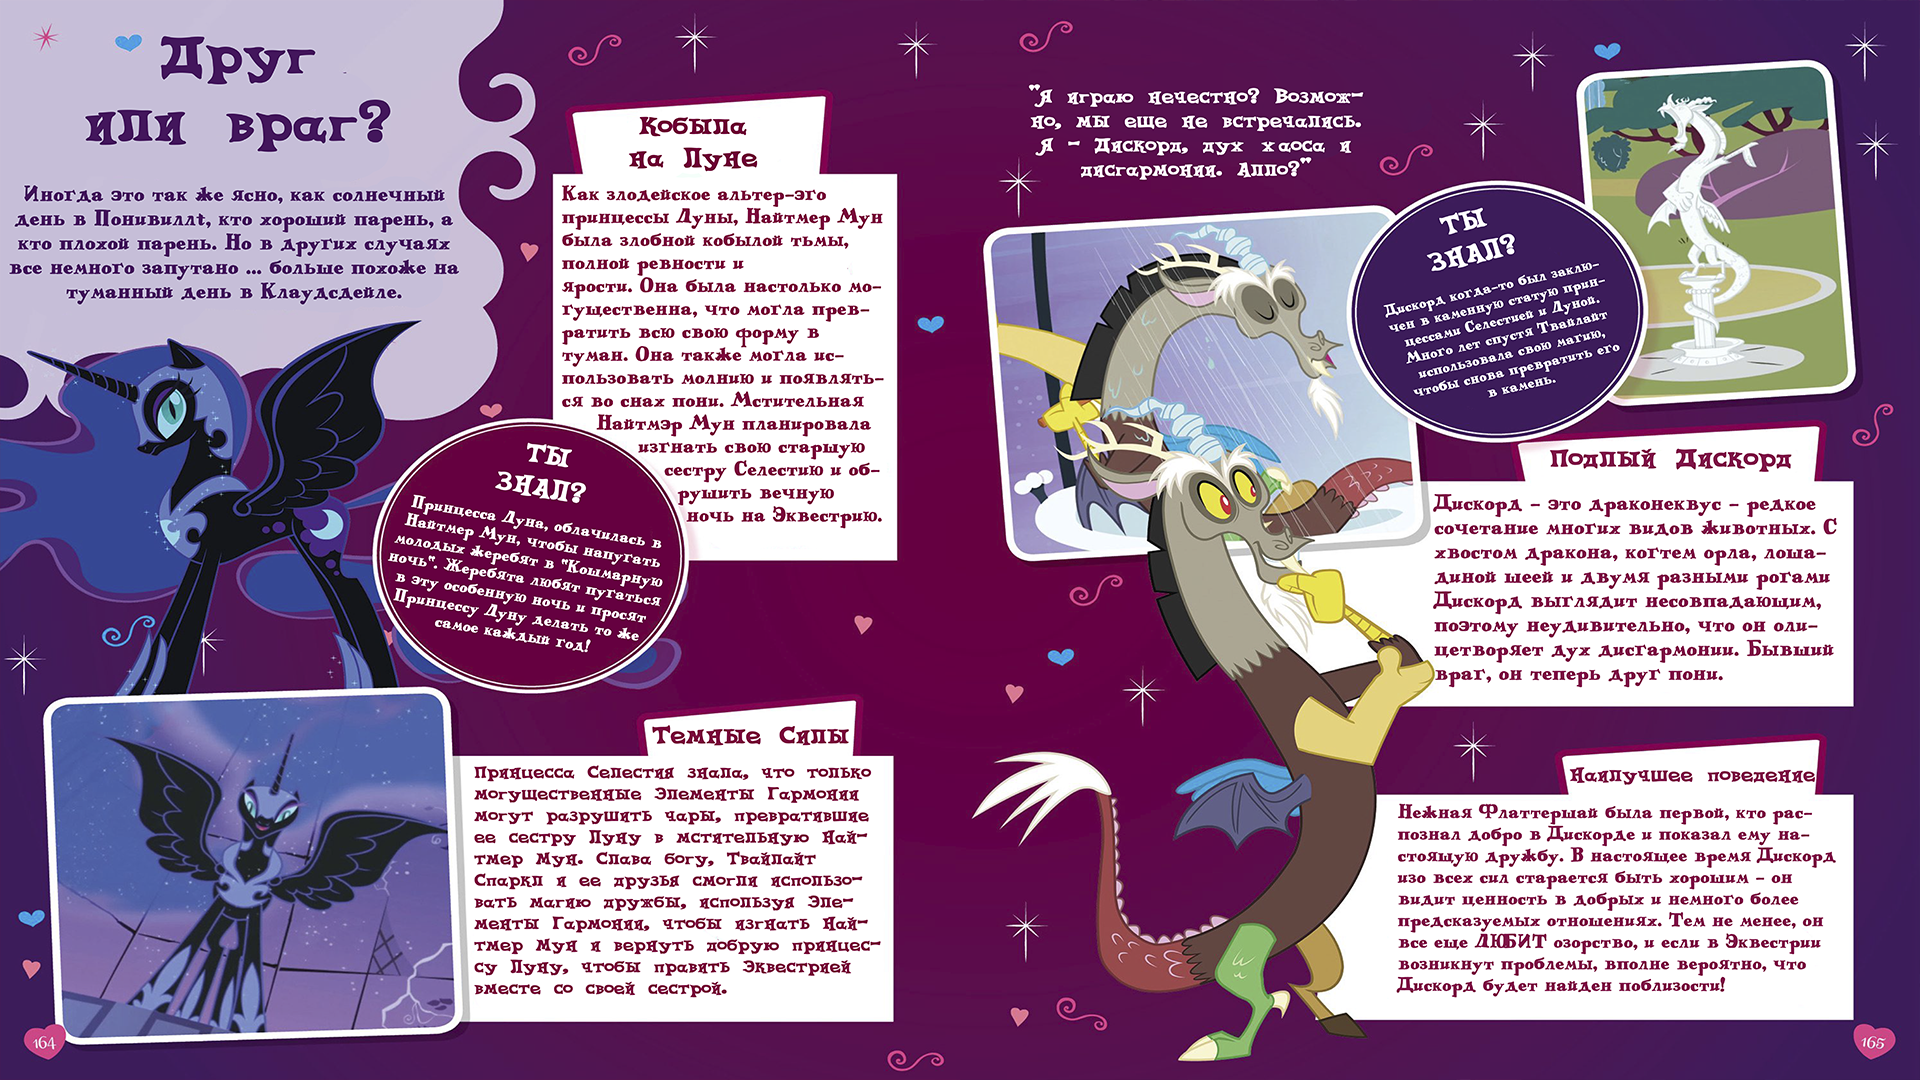 Друг
или враг?
Иногда это так же ясно, как солнечный
день в Понивиллt, кто хороший парень, а
кто плохой парень. Но в других случаях
все немного запутано ... больше похоже на
туманный день в Клаудсдейле.
Кобыла
на Луне
Как злодейское альтер-эго
принцессы Луны, Найтмер Мун
была злобной кобылой тьмы,
полной ревности и
ярости. Она была настолько мо-
гущественна, что могла прев-
ратить всю свою форму в
туман. Она также могла ис-
пользовать молнию и появлять-
ся во снах пони. Мстительная
Найтмэр Мун планировала
изгнать свою старшую
сестру Селестию и об-
рушить вечную
ночь на Эквестрию.
ТЫ
ЗНАЛ?
Принцесса Луна, облачилась в
Найтмер Мун, чтобы напугать
молодых жеребят в "Кошмарную
ночь". Жеребята любят пугаться
в эту особенную ночь и просят
Принцессу Луну делать то же
самое каждый год!
Темные Силы
Принцесса Селестия знала, что только
могущественные Элементы Гармонии
могут разрушить чары, превратившие
ее сестру Луну в мстительную Най-
тмер Мун. Слава богу, Твайлайт
Спаркл и ее друзья смогли использо-
вать магию дружбы, используя Эле-
менты Гармонии, чтобы изгнать Най-
тмер Мун и вернуть добрую принцес-
су Луну, чтобы править Эквестрией
вместе со своей сестрой.
164
"Я играю нечестно? Возмож-
но, мы еще не встречались.
Я - Дискорд, дух хаоса и
дисгармонии. Алло?"
ТЫ
ЗНАЛ?
Дискорд когда-то был заклю-
чен в каменную статую прин-
цессами Селестией и Луной.
Много лет спустя Твайлайт
использовала свою магию,
чтобы снова превратить его
в камень.
Подлый Дискорд
Дискорд - это драконеквус - редкое
сочетание многих видов животных. С
хвостом дракона, когтем орла, лоша-
диной шеей и двумя разными рогами
Дискорд выглядит несовпадающим,
поэтому неудивительно, что он оли-
цетворяет дух дисгармонии. Бывший
враг, он теперь друг пони.
Наилучшее поведение
Нежная Флаттершай была первой, кто рас-
познал добро в Дискорде и показал ему на-
стоящую дружбу. В настоящее время Дискорд
изо всех сил старается быть хорошим - он
видит ценность в добрых и немного более
предсказуемых отношениях. Тем не менее, он
все еще ЛЮБИТ озорство, и если в Эквестрии
возникнут проблемы, вполне вероятно, что
Дискорд будет найден поблизости!
165